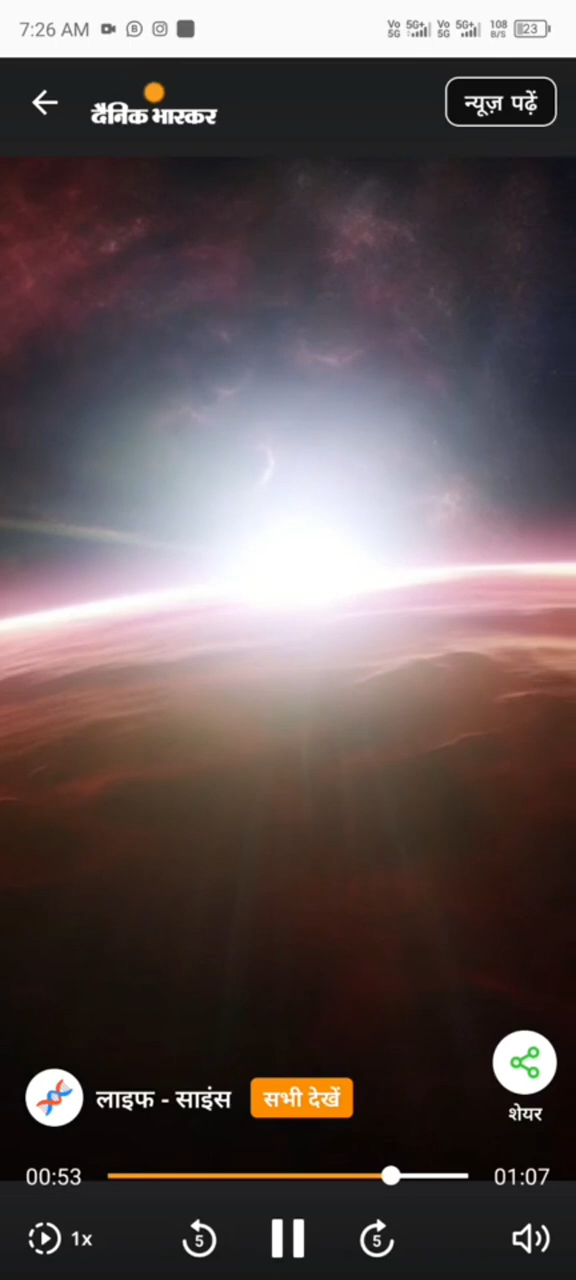 7:26 AM
Vo 5G 5G+ Vo 5G 5G+ 108 B/S 23
दैनिक भास्कर
न्यूज़ पढ़ें
लाइफ - साइंस
सभी देखें
शेयर
00:53
01:07
1x
5
5